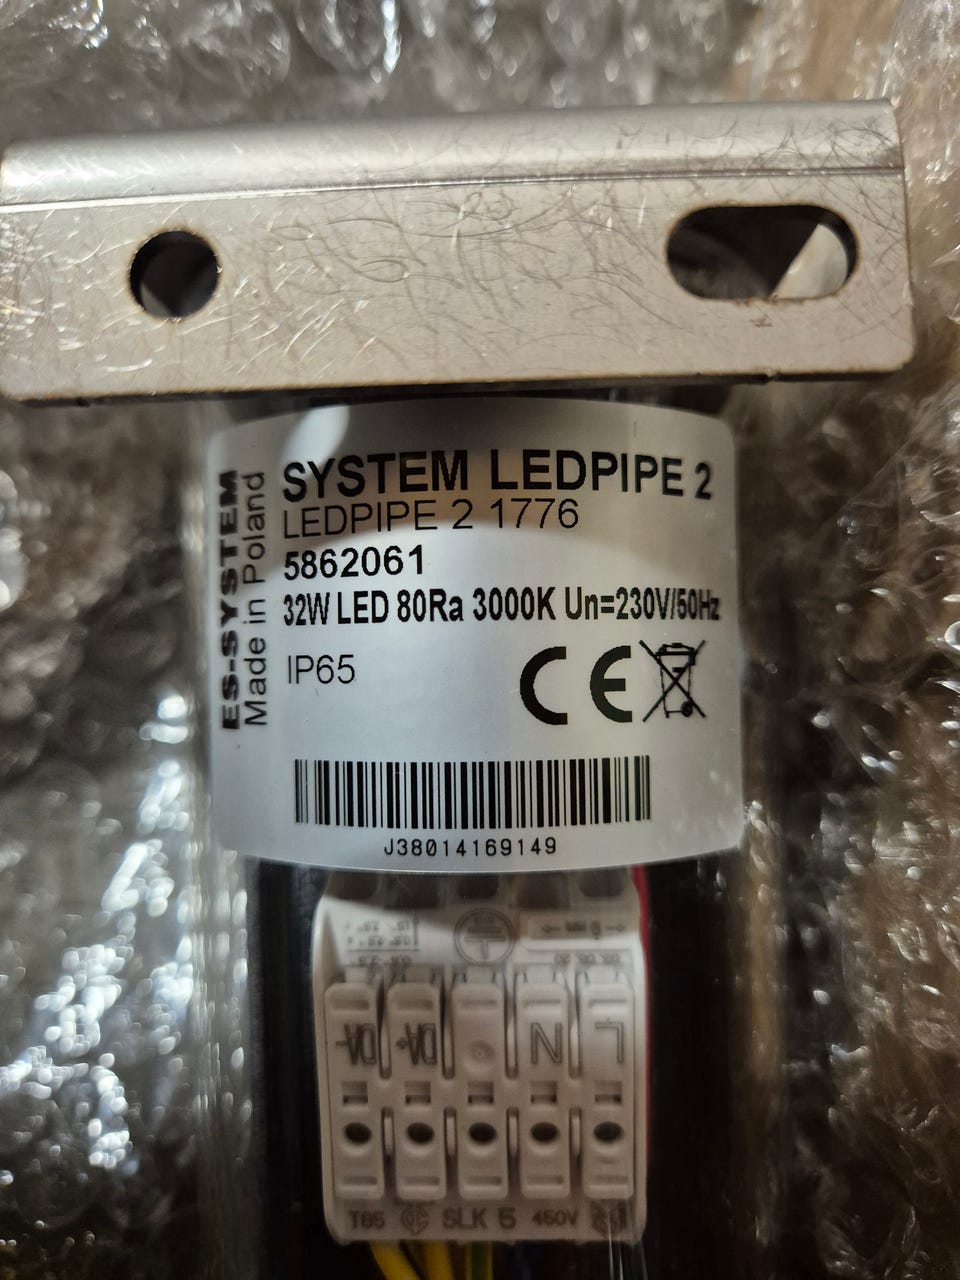 SYSTEM LEDPIPE 2
LEDPIPE 2 1776
5862061
32W LED 80Ra 3000K Un=230V/50Hz
IP65
CE
ES-SYSTEM
Made in Poland
J38014169149
DA- DA+ N L
T85 SLK 5 450V